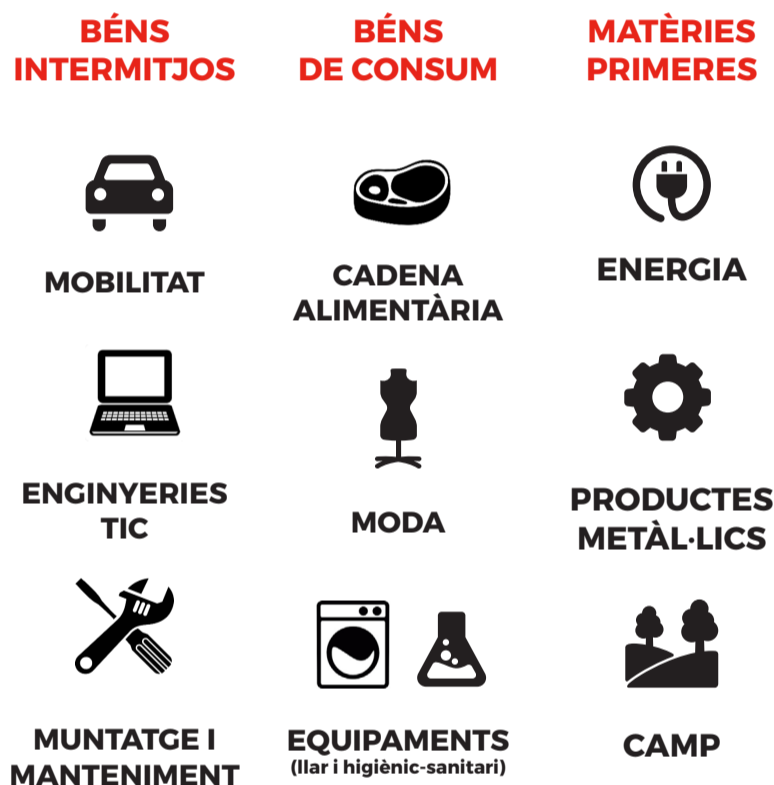 BÉNS
INTERMITJOS
BÉNS
DE CONSUM
MATÈRIES
PRIMERES
MOBILITAT
CADENA
ALIMENTÀRIA
ENERGIA
ENGINYERIES
TIC
MODA
PRODUCTES
METÀL·LICS
MUNTATGE I
MANTENIMENT
EQUIPAMENTS
(llar i higiènic-sanitari)
CAMP